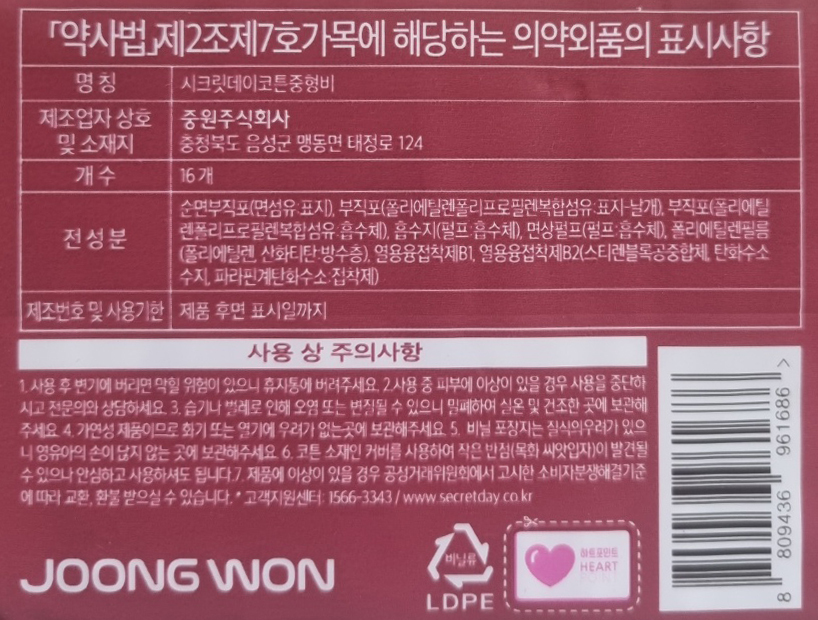 「약사법」제2조제7호가목에 해당하는 의약외품의 표시사항
명칭 시크릿데이코튼중형비
제조업자 상호 및 소재지 중원주식회사
충청북도 음성군 맹동면 태정로 124
개수 16개
전성분 순면부직포(면섬유·표지), 부직포(폴리에틸렌폴리프로필렌복합섬유·표지-날개), 부직포(폴리에틸
렌폴리프로필렌복합섬유·흡수체), 흡수지(펄프·흡수체), 면상펄프(펄프·흡수체), 폴리에틸렌필름
(폴리에틸렌, 산화티탄·방수층), 열용융접착제B1, 열용융접착제B2(스티렌블록공중합체, 탄화수소
수지, 파라핀계탄화수소·접착제)
제조번호 및 사용기한 제품 후면 표시일까지
사용 상 주의사항
1. 사용 후 변기에 버리면 막힐 위험이 있으니 휴지통에 버려주세요. 2.사용 중 피부에 이상이 있을 경우 사용을 중단하
시고 전문의와 상담하세요. 3. 습기나 벌레로 인해 오염 또는 변질될 수 있으니 밀폐하여 실온 및 건조한 곳에 보관해
주세요. 4. 가연성 제품이므로 화기 또는 열기에 우려가 없는곳에 보관해주세요. 5. 비닐 포장지는 질식의우려가 있으
니 영유아의 손이 닿지 않는 곳에 보관해주세요. 6. 코튼 소재인 커버를 사용하여 작은 반점(목화 씨앗입자)이 발견될
수 있으나 안심하고 사용하셔도 됩니다.7. 제품에 이상이 있을 경우 공정거래위원회에서 고시한 소비자분쟁해결기준
에 따라 교환, 환불 받으실 수 있습니다. * 고객지원센터: 1566-3343 / www.secretday.co.kr
JOONG WON
비닐류
LDPE
하트포인트
HEART
POINT
8 809436 961686 >